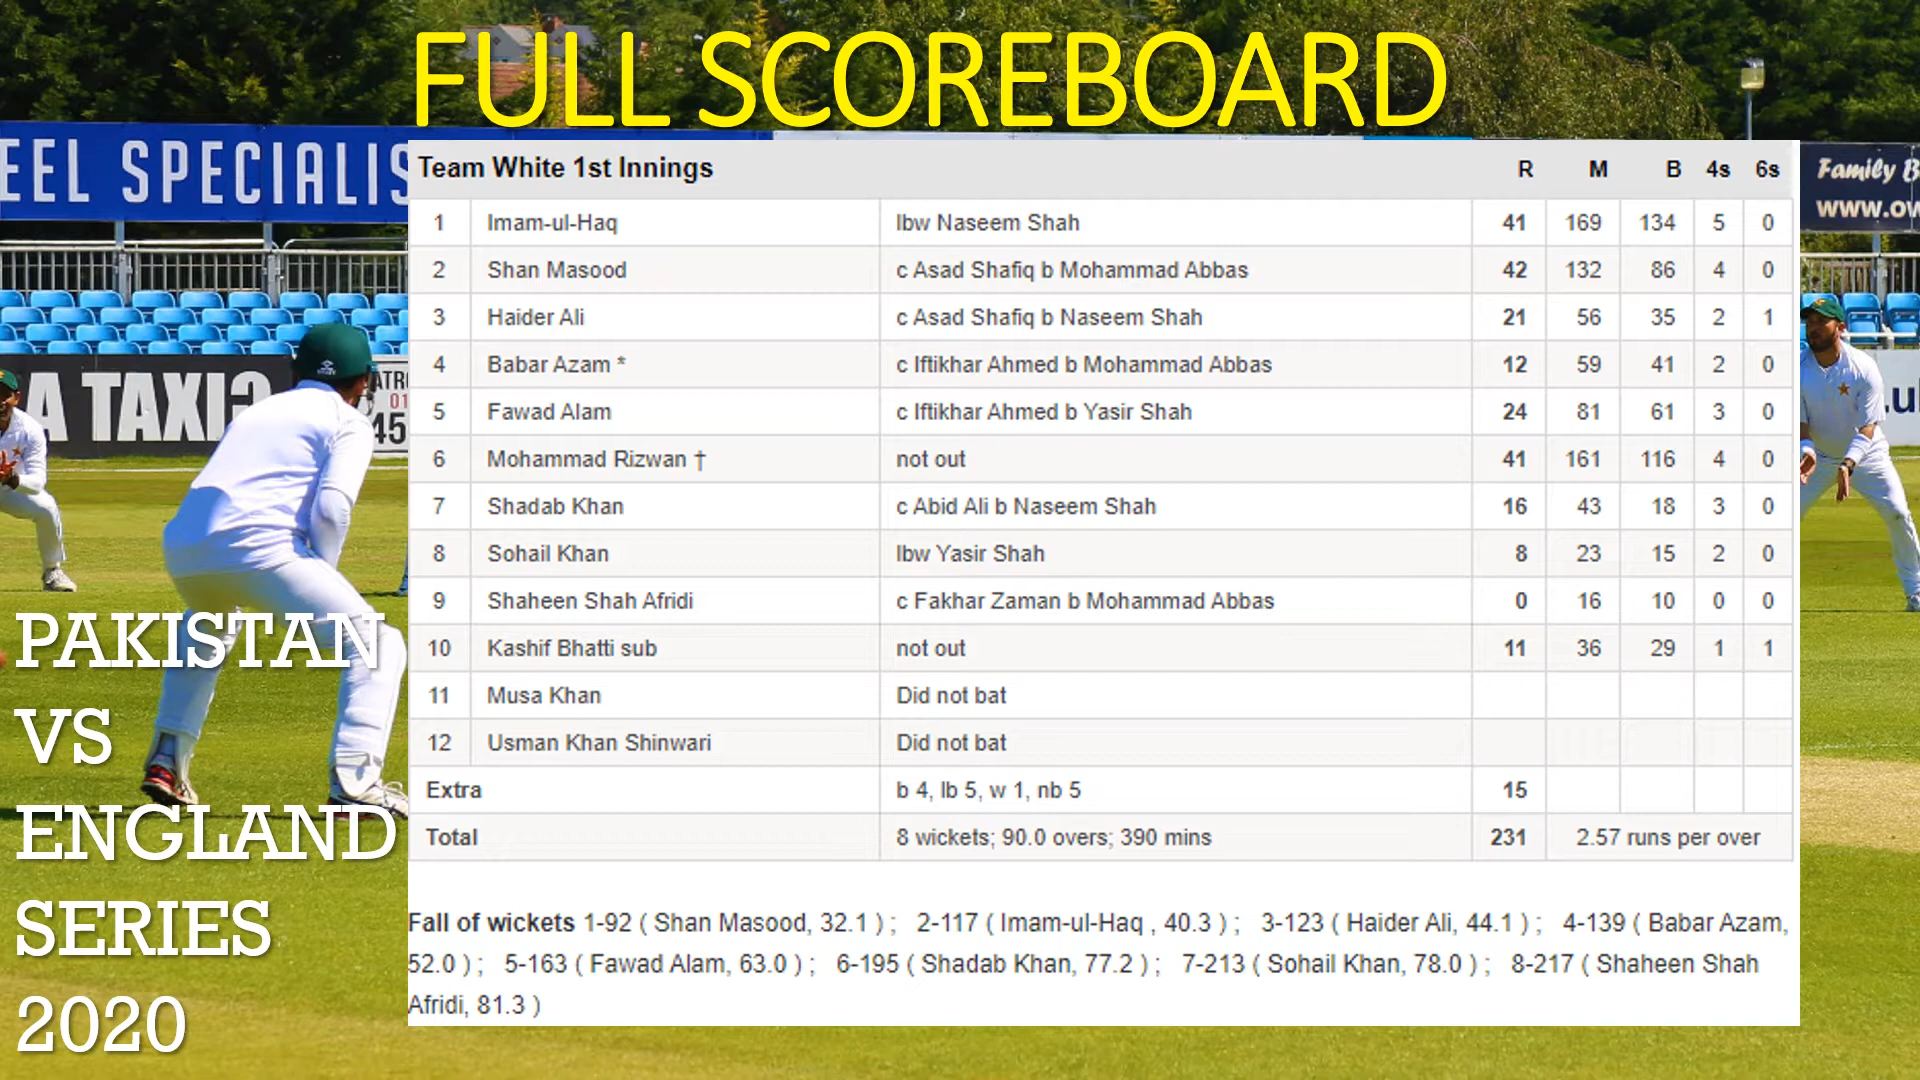 FULL SCOREBOARD
EEL SPECIALIS
Family B
www.ow
A TAXI?
ATR
01
45
.u
Team White 1st Innings R M B 4s 6s
1 Imam-ul-Haq lbw Naseem Shah 41 169 134 5 0
2 Shan Masood c Asad Shafiq b Mohammad Abbas 42 132 86 4 0
3 Haider Ali c Asad Shafiq b Naseem Shah 21 56 35 2 1
4 Babar Azam * c Iftikhar Ahmed b Mohammad Abbas 12 59 41 2 0
5 Fawad Alam c Iftikhar Ahmed b Yasir Shah 24 81 61 3 0
6 Mohammad Rizwan † not out 41 161 116 4 0
7 Shadab Khan c Abid Ali b Naseem Shah 16 43 18 3 0
8 Sohail Khan lbw Yasir Shah 8 23 15 2 0
9 Shaheen Shah Afridi c Fakhar Zaman b Mohammad Abbas 0 16 10 0 0
10 Kashif Bhatti sub not out 11 36 29 1 1
11 Musa Khan Did not bat
12 Usman Khan Shinwari Did not bat
Extra b 4, lb 5, w 1, nb 5 15
Total 8 wickets; 90.0 overs; 390 mins 231 2.57 runs per over
Fall of wickets 1-92 ( Shan Masood, 32.1 ) ; 2-117 ( Imam-ul-Haq , 40.3 ) ; 3-123 ( Haider Ali, 44.1 ) ; 4-139 ( Babar Azam,
52.0 ) ; 5-163 ( Fawad Alam, 63.0 ) ; 6-195 ( Shadab Khan, 77.2 ) ; 7-213 ( Sohail Khan, 78.0 ) ; 8-217 ( Shaheen Shah
Afridi, 81.3 )
PAKISTAN
VS
ENGLAND
SERIES
2020